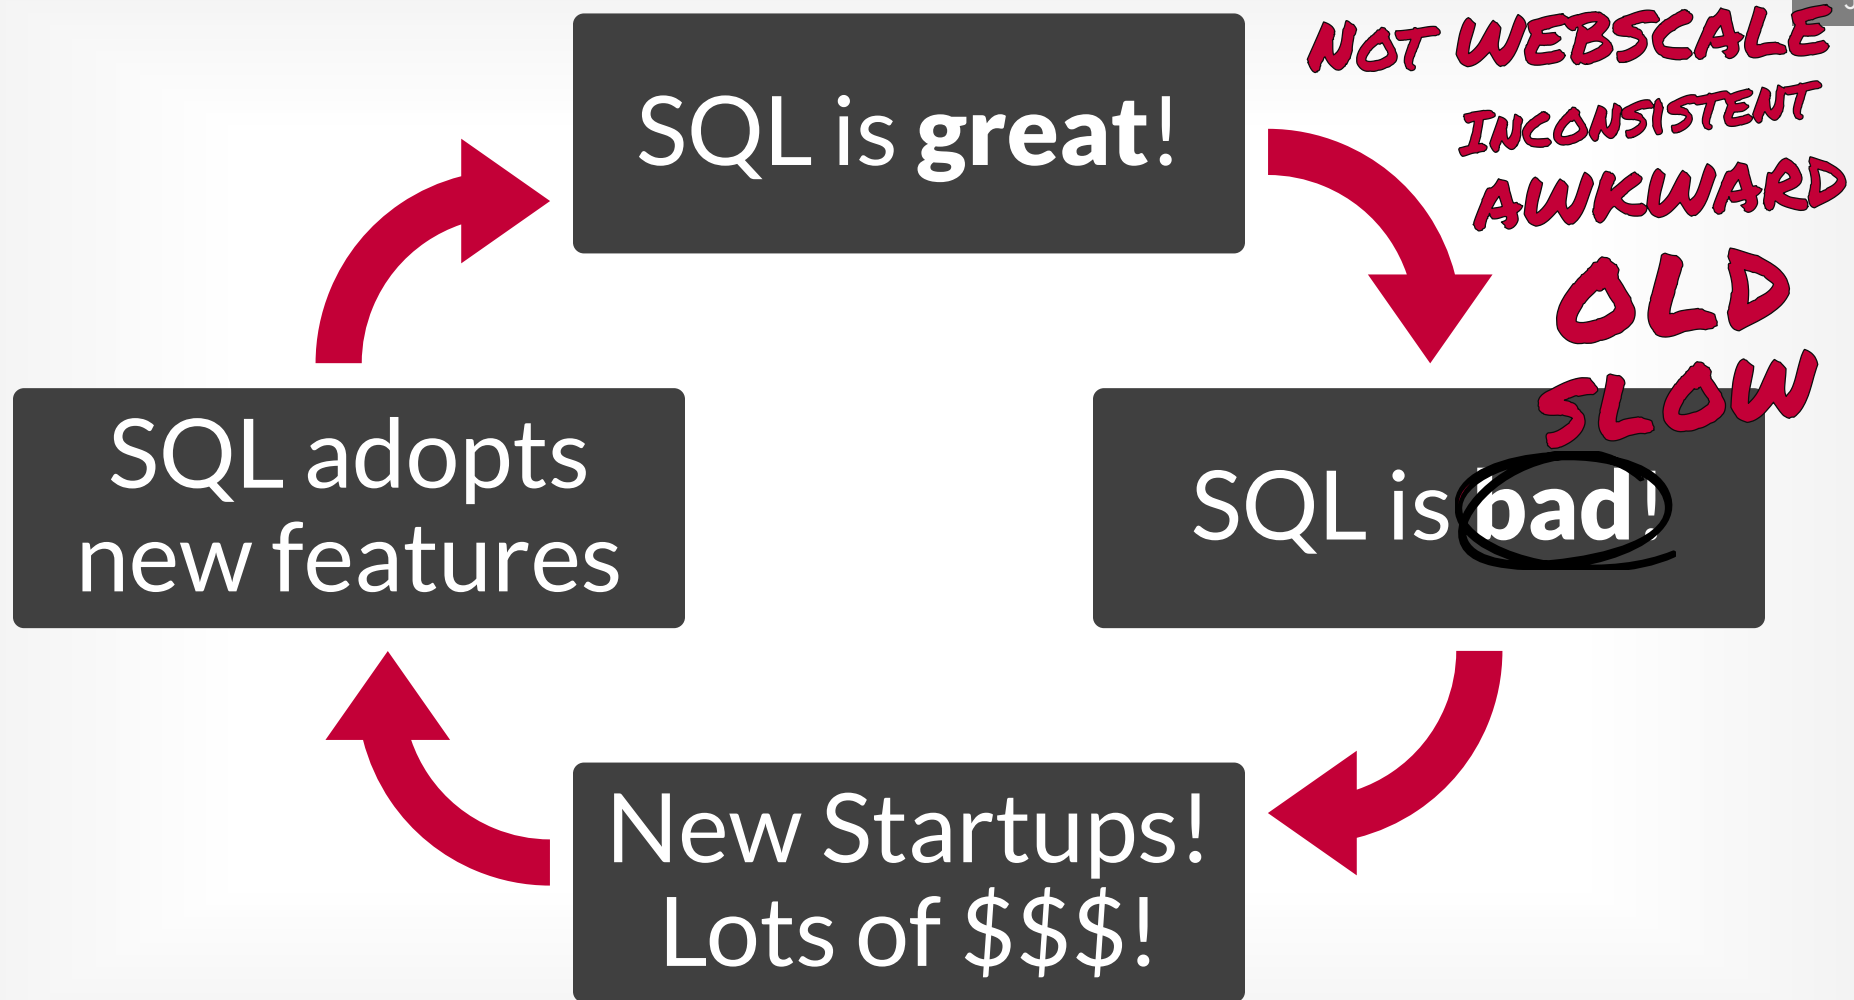 SQL is great!
Not WEBSCALE
INCONSISTENT
AWKWARD
OLD
SLOW
SQL is bad!
New Startups!
Lots of $$$!
SQL adopts
new features